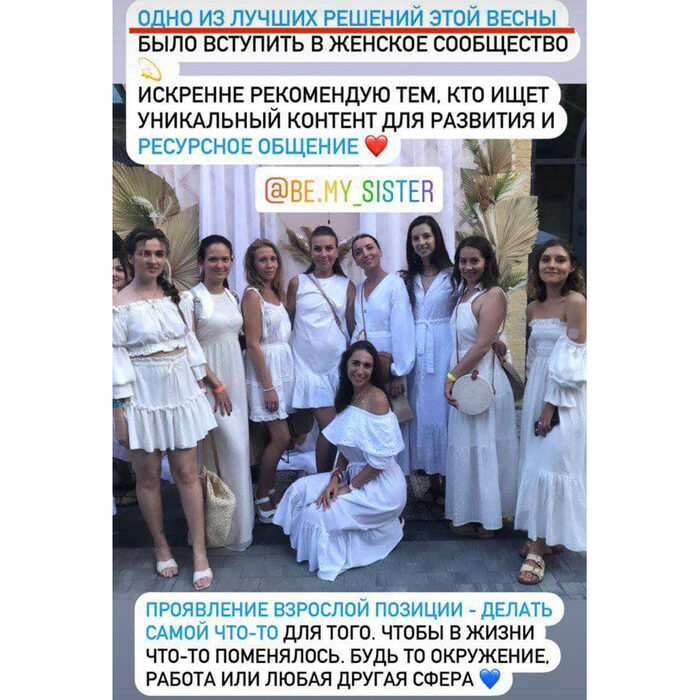 ОДНО ИЗ ЛУЧШИХ РЕШЕНИЙ ЭТОЙ ВЕСНЫ
БЫЛО ВСТУПИТЬ В ЖЕНСКОЕ СООБЩЕСТВО
💫
ИСКРЕННЕ РЕКОМЕНДУЮ ТЕМ, КТО ИЩЕТ
УНИКАЛЬНЫЙ КОНТЕНТ ДЛЯ РАЗВИТИЯ И
РЕСУРСНОЕ ОБЩЕНИЕ ❤️
@BE.MY_SISTER
ПРОЯВЛЕНИЕ ВЗРОСЛОЙ ПОЗИЦИИ - ДЕЛАТЬ
САМОЙ ЧТО-ТО ДЛЯ ТОГО. ЧТОБЫ В ЖИЗНИ
ЧТО-ТО ПОМЕНЯЛОСЬ. БУДЬ ТО ОКРУЖЕНИЕ,
РАБОТА ИЛИ ЛЮБАЯ ДРУГАЯ СФЕРА 💙